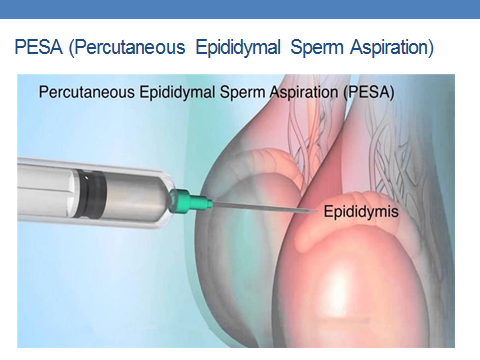 PESA (Percutaneous Epididymal Sperm Aspiration)
Percutaneous Epididymal Sperm Aspiration (PESA)
Epididymis